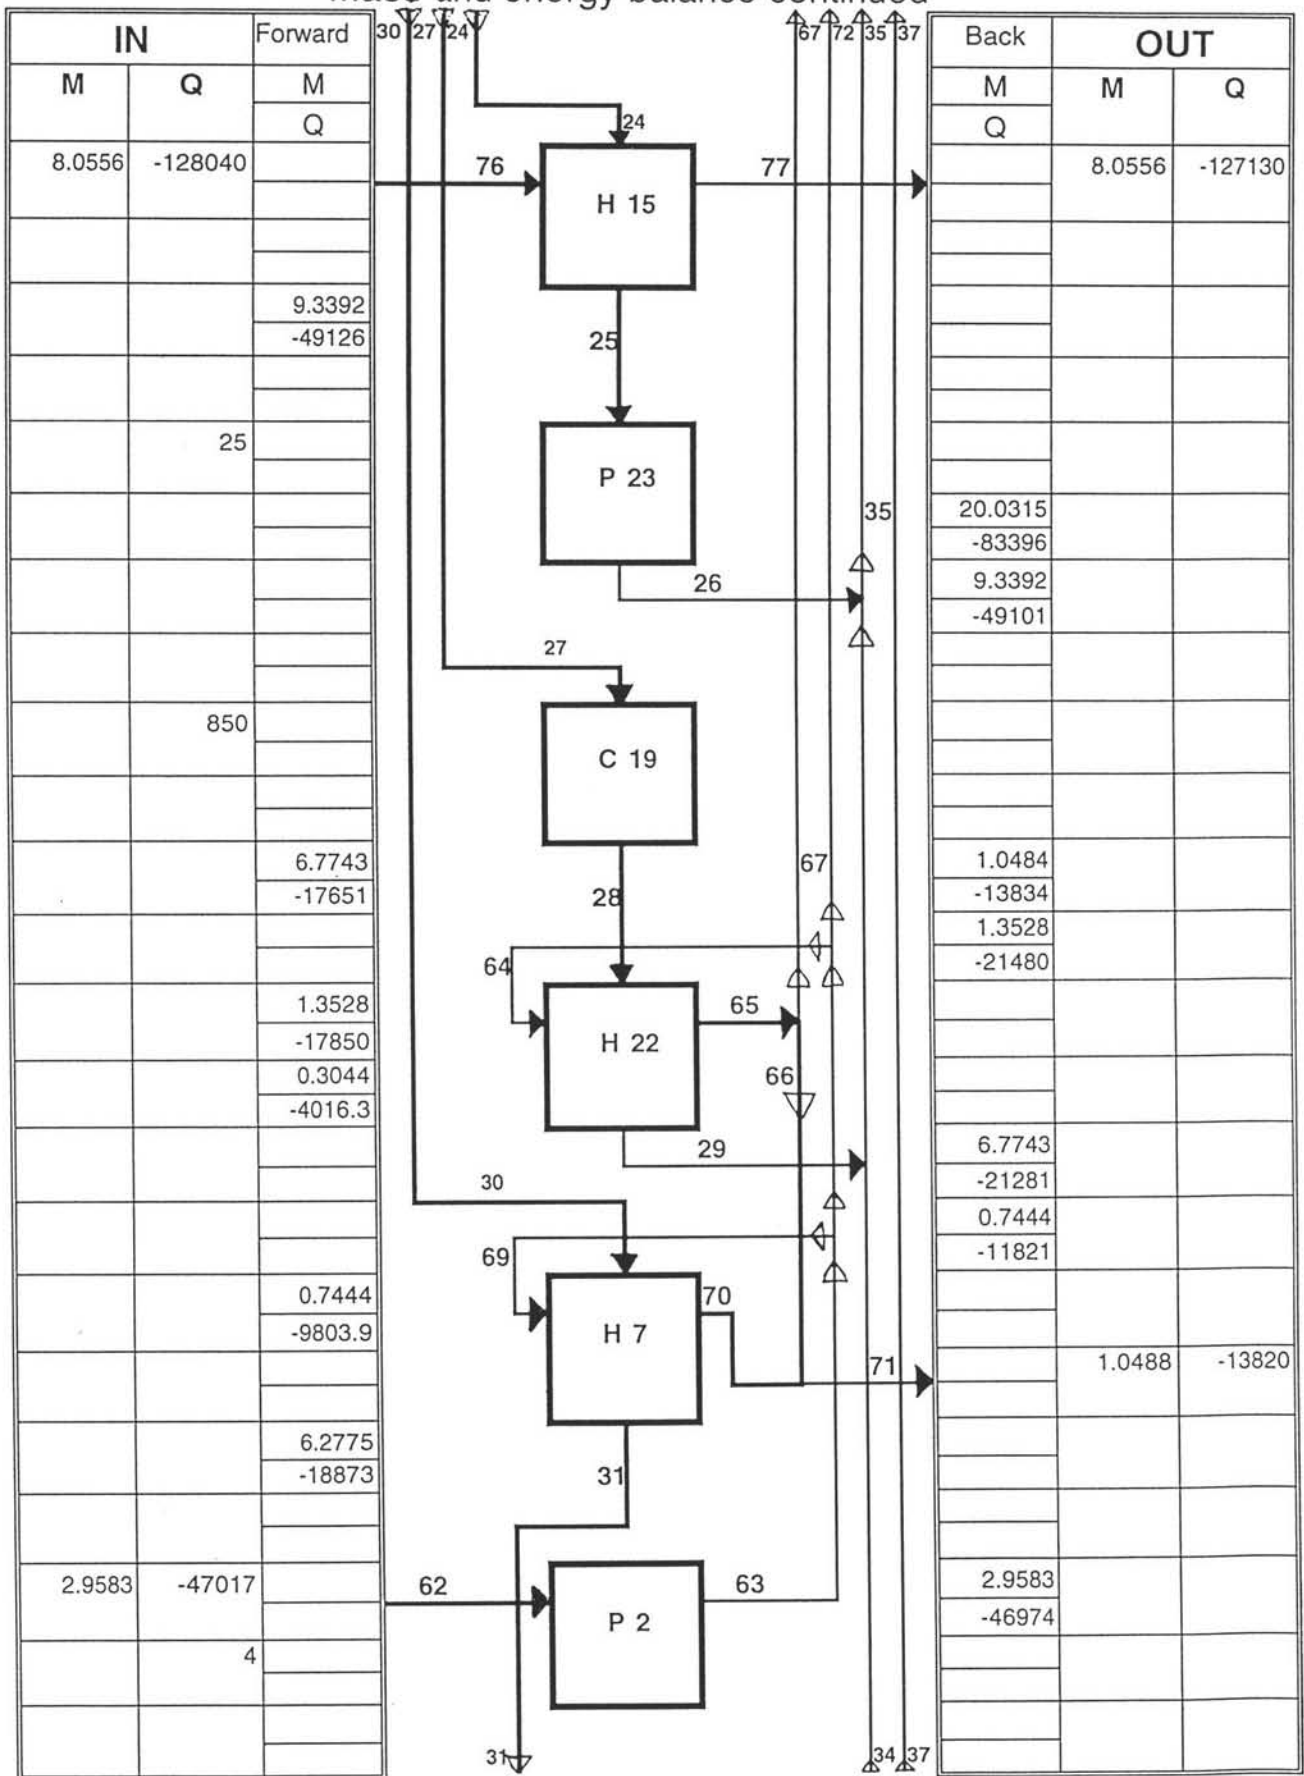 mass and energy balance continued
IN Forward 30 27 24 67 72 35 37 Back OUT
M Q M M M Q
Q Q
24
8.0556 -128040 76 77 8.0556 -127130
H 15
9.3392
-49126
25
25
P 23
35 20.0315
-83396
26 9.3392
-49101
27
850
C 19
6.7743 67 1.0484
-17651 28 -13834
1.3528
64 -21480
1.3528 65
-17850 H 22
0.3044 66
-4016.3
29 6.7743
30 -21281
0.7444
69 -11821
0.7444 70
-9803.9 H 7
71 1.0488 -13820
6.2775
-18873 31
2.9583 -47017 62 63 2.9583
P 2 -46974
4
31 34 37